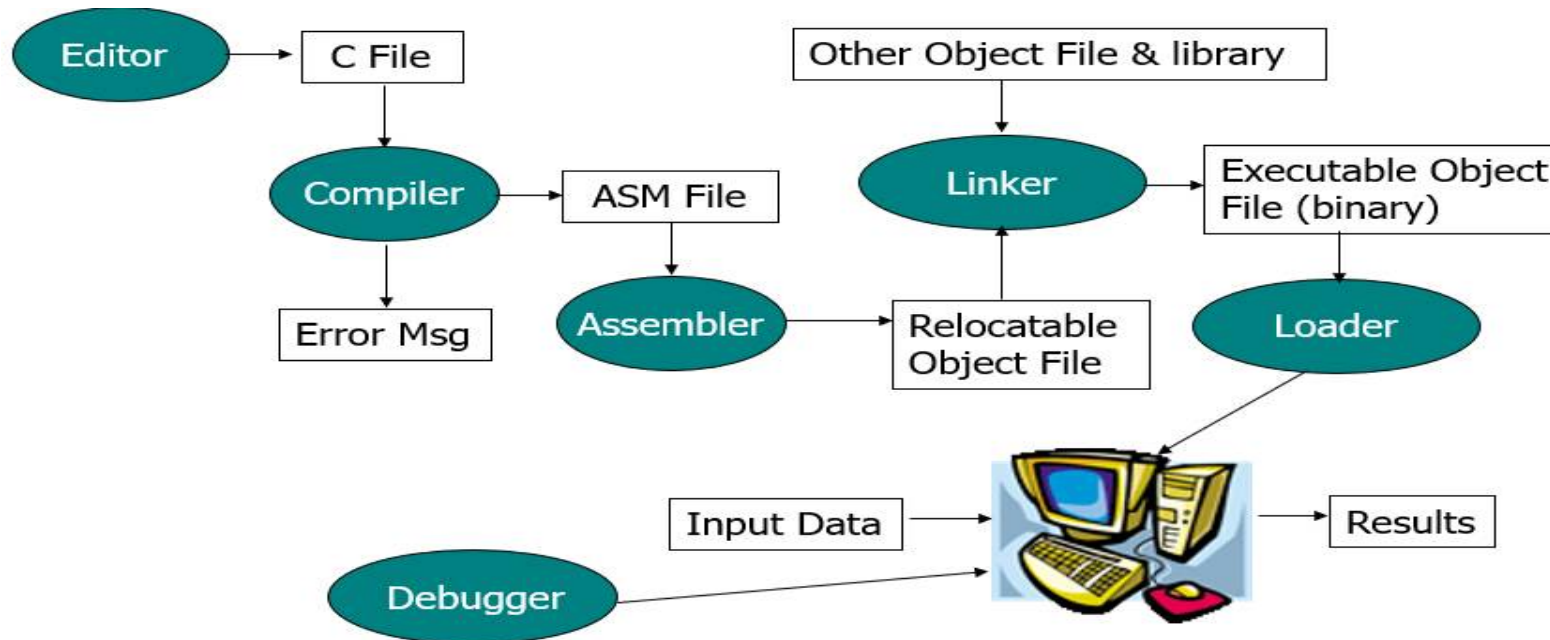 Editor
C File
Other Object File & library
Compiler
ASM File
Linker
Executable Object
File (binary)
Error Msg
Assembler
Relocatable
Object File
Loader
Input Data
Results
Debugger